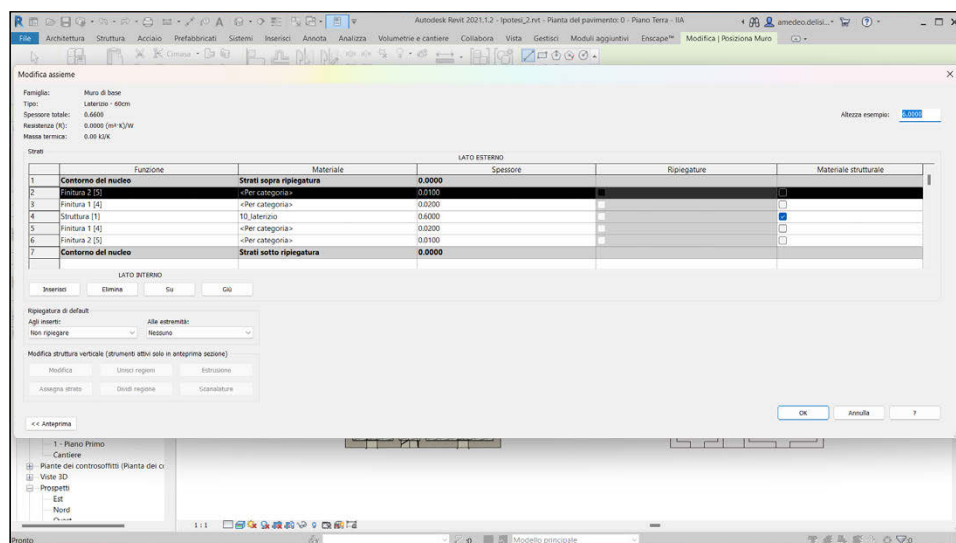 Autodesk Revit 2021.1.2 - Ipotesi_2.rvt - Pianta del pavimento: 0 - Piano Terra - IIA
amedeo.delisi...
File Architettura Struttura Acciaio Prefabbricati Sistemi Inserisci Annota Analizza Volumetrie e cantiere Collabora Vista Gestisci Moduli aggiuntivi Enscape™ Modifica | Posiziona Muro
Cimasa
Modifica assieme
Famiglia: Muro di base
Tipo: Laterizio - 60cm
Spessore totale: 0.6600
Altezza esempio: 6.0000
Resistenza (R): 0.0000 (m²·K)/W
Massa termica: 0.00 kJ/K
Strati
LATO ESTERNO
Funzione Materiale Spessore Ripiegature Materiale strutturale
1 Contorno del nucleo Strati sopra ripiegatura 0.0000
2 Finitura 2 [5] <Per categoria> 0.0100
3 Finitura 1 [4] <Per categoria> 0.0200
4 Struttura [1] 10_laterizio 0.6000
5 Finitura 1 [4] <Per categoria> 0.0200
6 Finitura 2 [5] <Per categoria> 0.0100
7 Contorno del nucleo Strati sotto ripiegatura 0.0000
LATO INTERNO
Inserisci Elimina Su Giù
Ripiegatura di default
Agli inserti: Alle estremità:
Non ripiegare Nessuno
Modifica struttura verticale (strumenti attivi solo in anteprima sezione)
Modifica Unisci regioni Estrusione
Assegna strato Dividi regione Scanalature
OK Annulla ?
<< Anteprima
1 - Piano Primo
Cantiere
Piante dei controsoffitti (Pianta dei co
Viste 3D
Prospetti
Est
Nord
1:1
Pronto
:0
Modello principale
:0